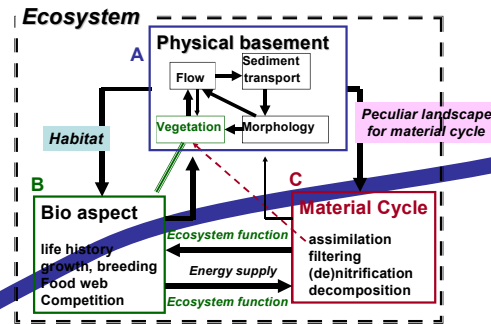 Ecosystem
A
Physical basement
Flow
Sediment
transport
Vegetation
Morphology
Habitat
Peculiar landscape
for material cycle
B
Bio aspect
life history
growth, breeding
Food web
Competition
Ecosystem function
Energy supply
Ecosystem function
C
Material Cycle
assimilation
filtering
(de)nitrification
decomposition